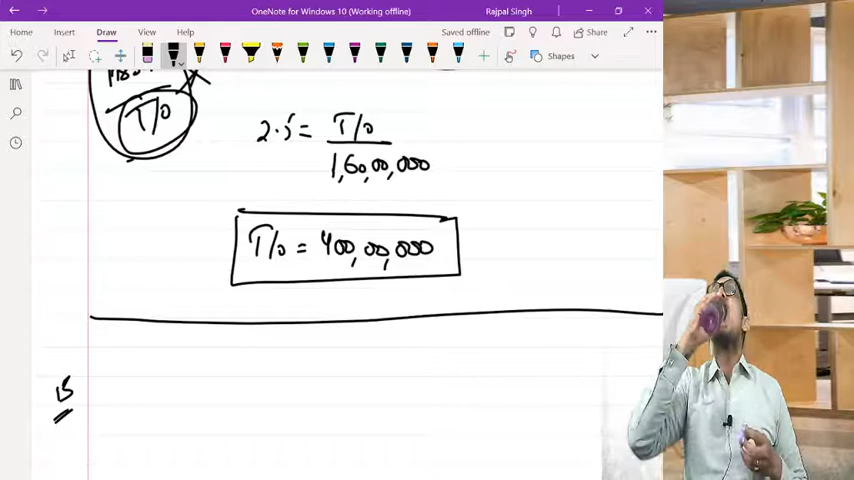 OneNote for Windows 10 (Working offline)
Rajpal Singh
Home Insert Draw View Help
Saved offline
Share
Shapes
T/o
2.5 = T/o
1,60,00,000
T/o = 400,00,000
15